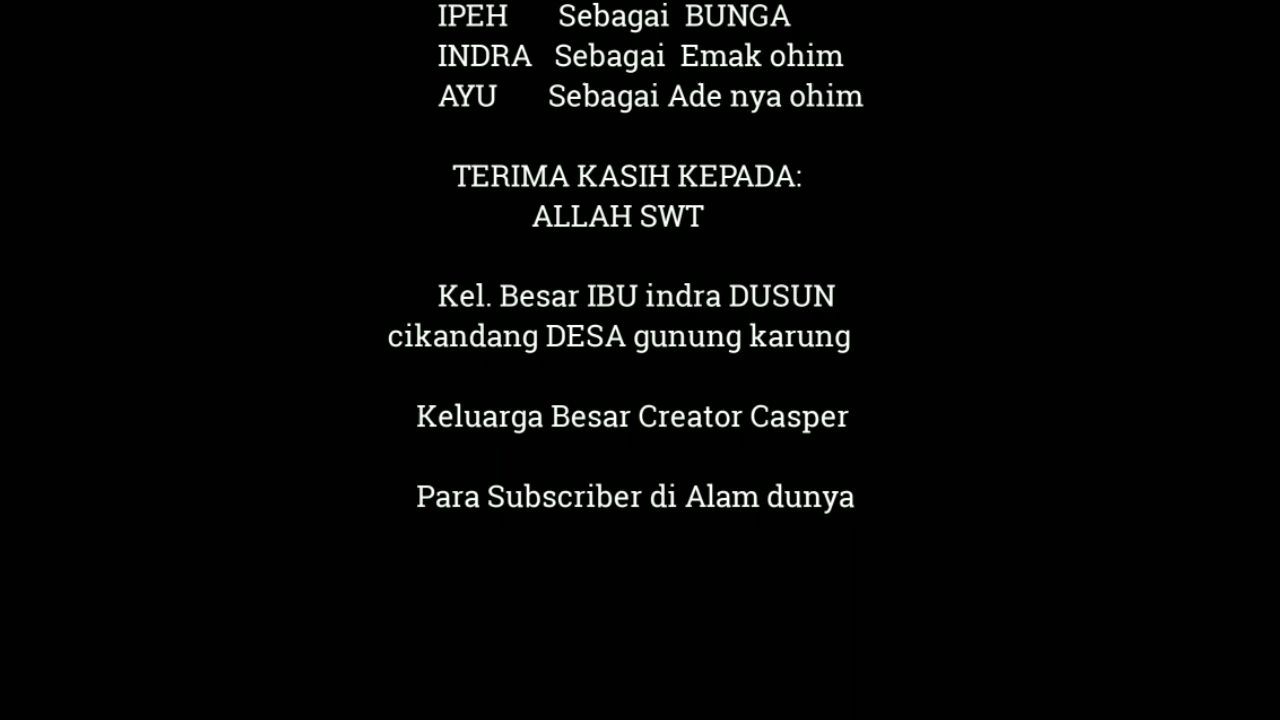 IPEH Sebagai BUNGA
INDRA Sebagai Emak ohim
AYU Sebagai Ade nya ohim
TERIMA KASIH KEPADA:
ALLAH SWT
Kel. Besar IBU indra DUSUN
cikandang DESA gunung karung
Keluarga Besar Creator Casper
Para Subscriber di Alam dunya